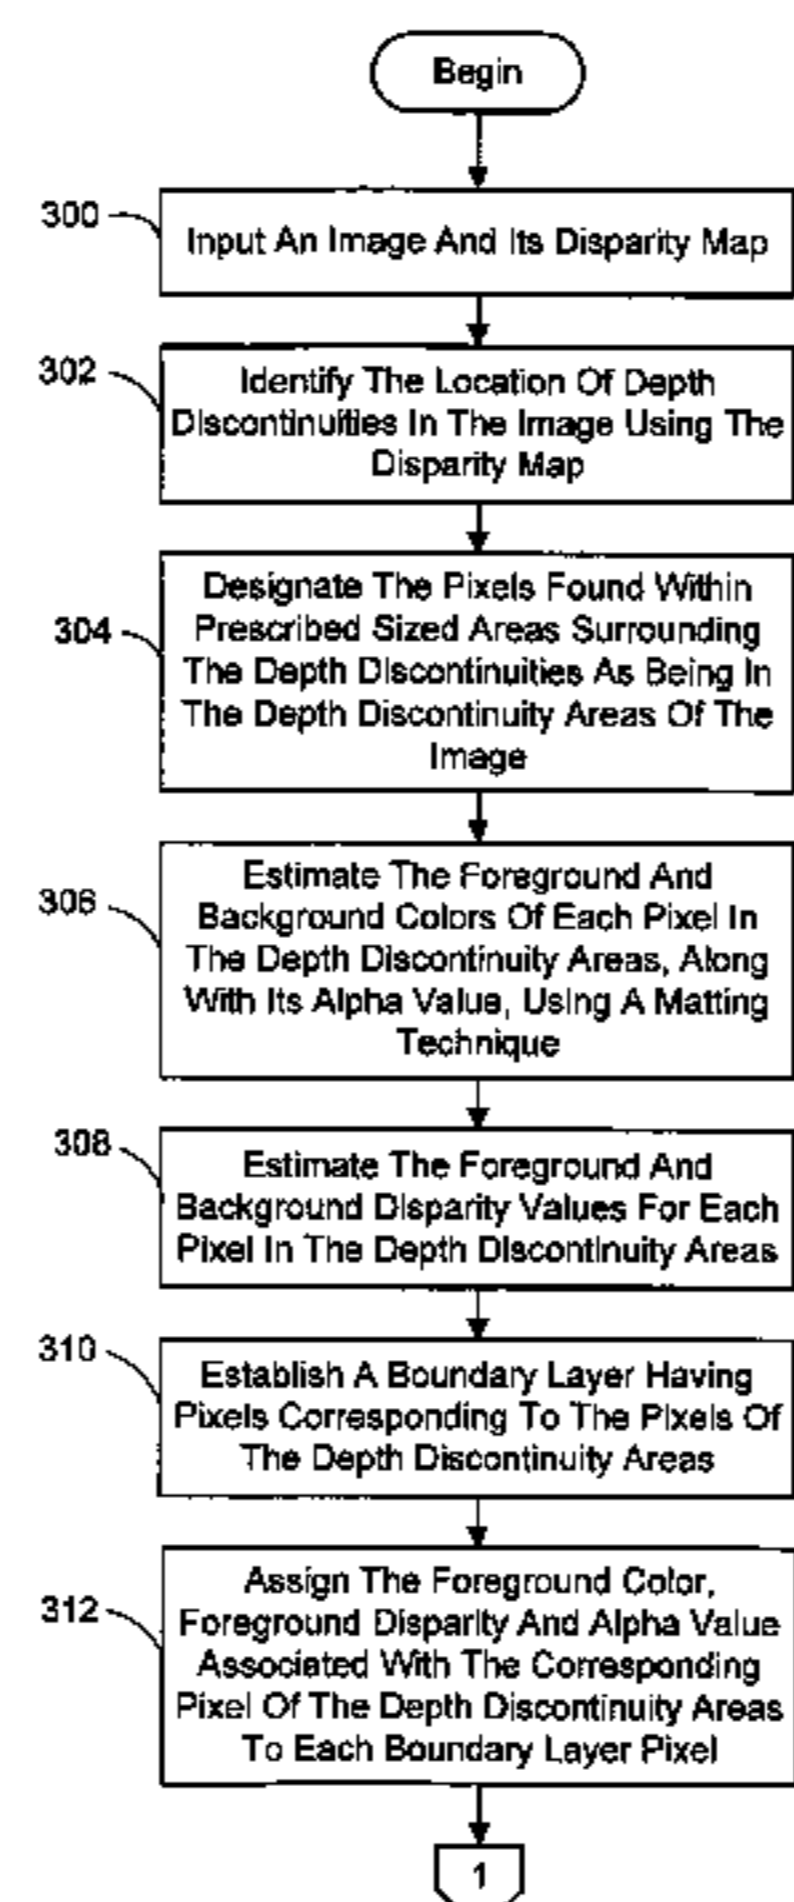 Begin
300
Input An Image And Its Disparity Map
302
Identify The Location Of Depth
Discontinuities In The Image Using The
Disparity Map
304
Designate The Pixels Found Within
Prescribed Sized Areas Surrounding
The Depth Discontinuities As Being In
The Depth Discontinuity Areas Of The
Image
306
Estimate The Foreground And
Background Colors Of Each Pixel In
The Depth Discontinuity Areas, Along
With Its Alpha Value, Using A Matting
Technique
308
Estimate The Foreground And
Background Disparity Values For Each
Pixel In The Depth Discontinuity Areas
310
Establish A Boundary Layer Having
Pixels Corresponding To The Pixels Of
The Depth Discontinuity Areas
312
Assign The Foreground Color,
Foreground Disparity And Alpha Value
Associated With The Corresponding
Pixel Of The Depth Discontinuity Areas
To Each Boundary Layer Pixel
1